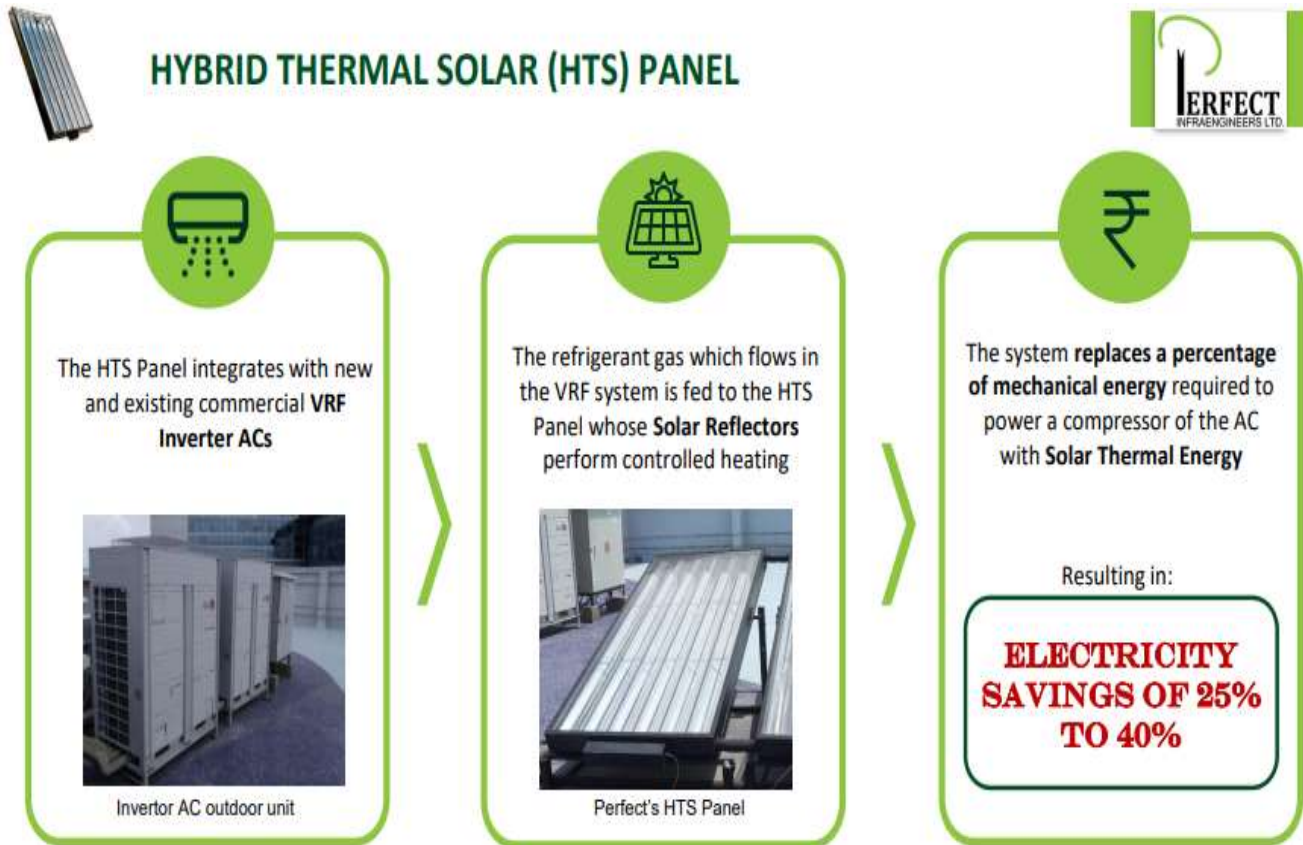 HYBRID THERMAL SOLAR (HTS) PANEL
PERFECT
INFRAENGINEERS LTD.
The HTS Panel integrates with new
and existing commercial VRF
Inverter ACs
Invertor AC outdoor unit
The refrigerant gas which flows in
the VRF system is fed to the HTS
Panel whose Solar Reflectors
perform controlled heating
Perfect's HTS Panel
₹
The system replaces a percentage
of mechanical energy required to
power a compressor of the AC
with Solar Thermal Energy
Resulting in:
ELECTRICITY
SAVINGS OF 25%
TO 40%